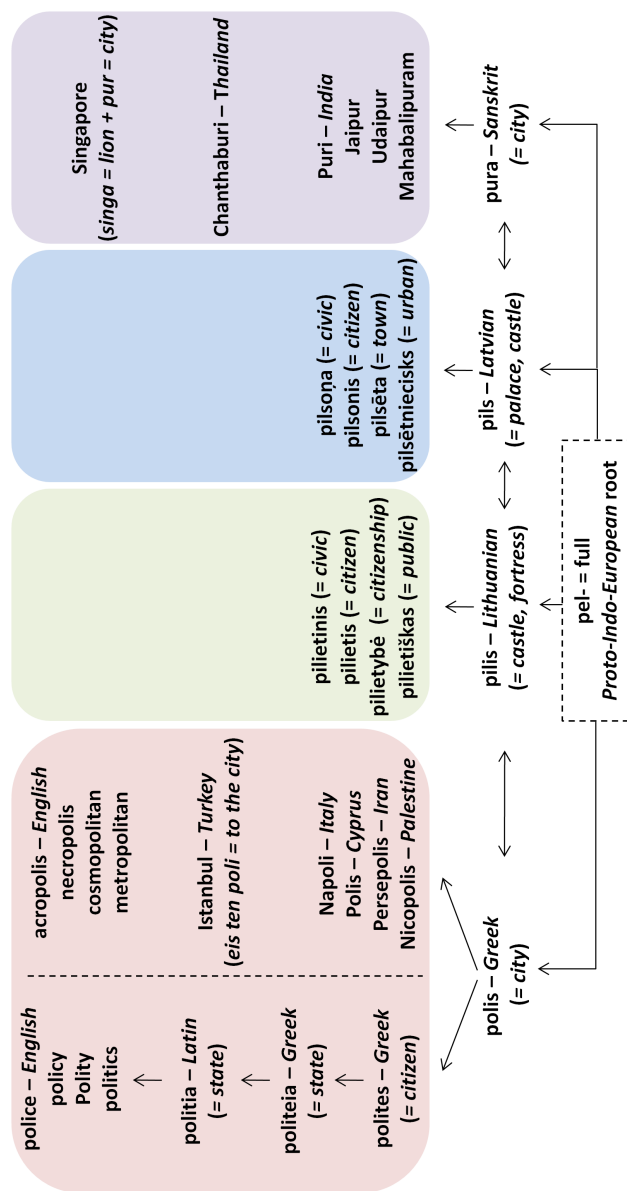 police – English
policy
Polity
politics
politia – Latin
(= state)
politeia – Greek
(= state)
polites – Greek
(= citizen)
acropolis – English
necropolis
cosmopolitan
metropolitan
Istanbul – Turkey
(eis ten poli = to the city)
Napoli – Italy
Polis – Cyprus
Persepolis – Iran
Nicopolis – Palestine
pilietinis (= civic)
pilietis (= citizen)
pilietybė (= citizenship)
pilietiškas (= public)
pilsoņa (= civic)
pilsonis (= citizen)
pilsēta (= town)
pilsētniecisks (= urban)
Singapore
(singa = lion + pur = city)
Chanthaburi – Thailand
Puri – India
Jaipur
Udaipur
Mahabalipuram
polis – Greek
(= city)
pilis – Lithuanian
(= castle, fortress)
pils – Latvian
(= palace, castle)
pura – Sanskrit
(= city)
pel- = full
Proto-Indo-European root